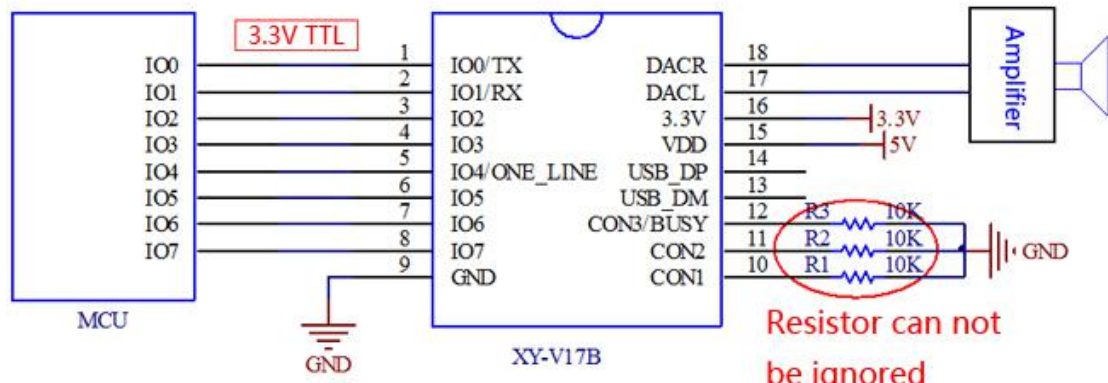 3.3V TTL
IO0
IO1
IO2
IO3
IO4
IO5
IO6
IO7
MCU
1
2
3
4
5
6
7
8
9
IO0/TX
IO1/RX
IO2
IO3
IO4/ONE_LINE
IO5
IO6
IO7
GND
GND
DACR
DACL
3.3V
VDD
USB_DP
USB_DM
CON3/BUSY
CON2
CON1
XY-V17B
18
17
16
15
14
13
12
11
10
3.3V
5V
R3 10K
R2 10K
R1 10K
GND
Amplifier
Resistor can not
be ignored